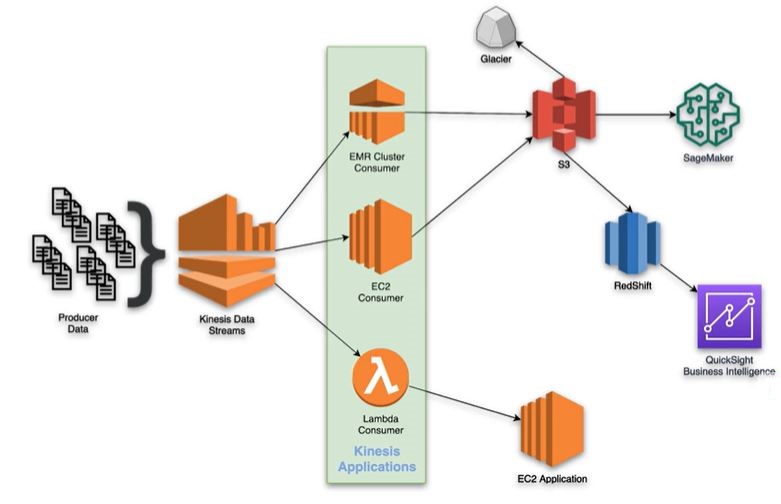 Glacier
EMR Cluster
Consumer
S3
SageMaker
EC2
Consumer
RedShift
Producer
Data
Kinesis Data
Streams
QuickSight
Business Intelligence
Lambda
Consumer
Kinesis
Applications
EC2 Application